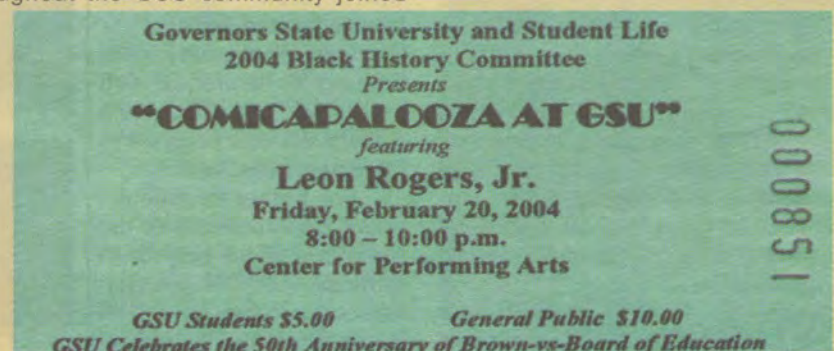 community joined
Governors State University and Student Life
2004 Black History Committee
Presents
"COMICAPALOOZA AT GSU"
featuring
Leon Rogers, Jr.
Friday, February 20, 2004
8:00 – 10:00 p.m.
Center for Performing Arts
000851
GSU Students $5.00 General Public $10.00
GSU Celebrates the 50th Anniversary of Brown-vs-Board of Education